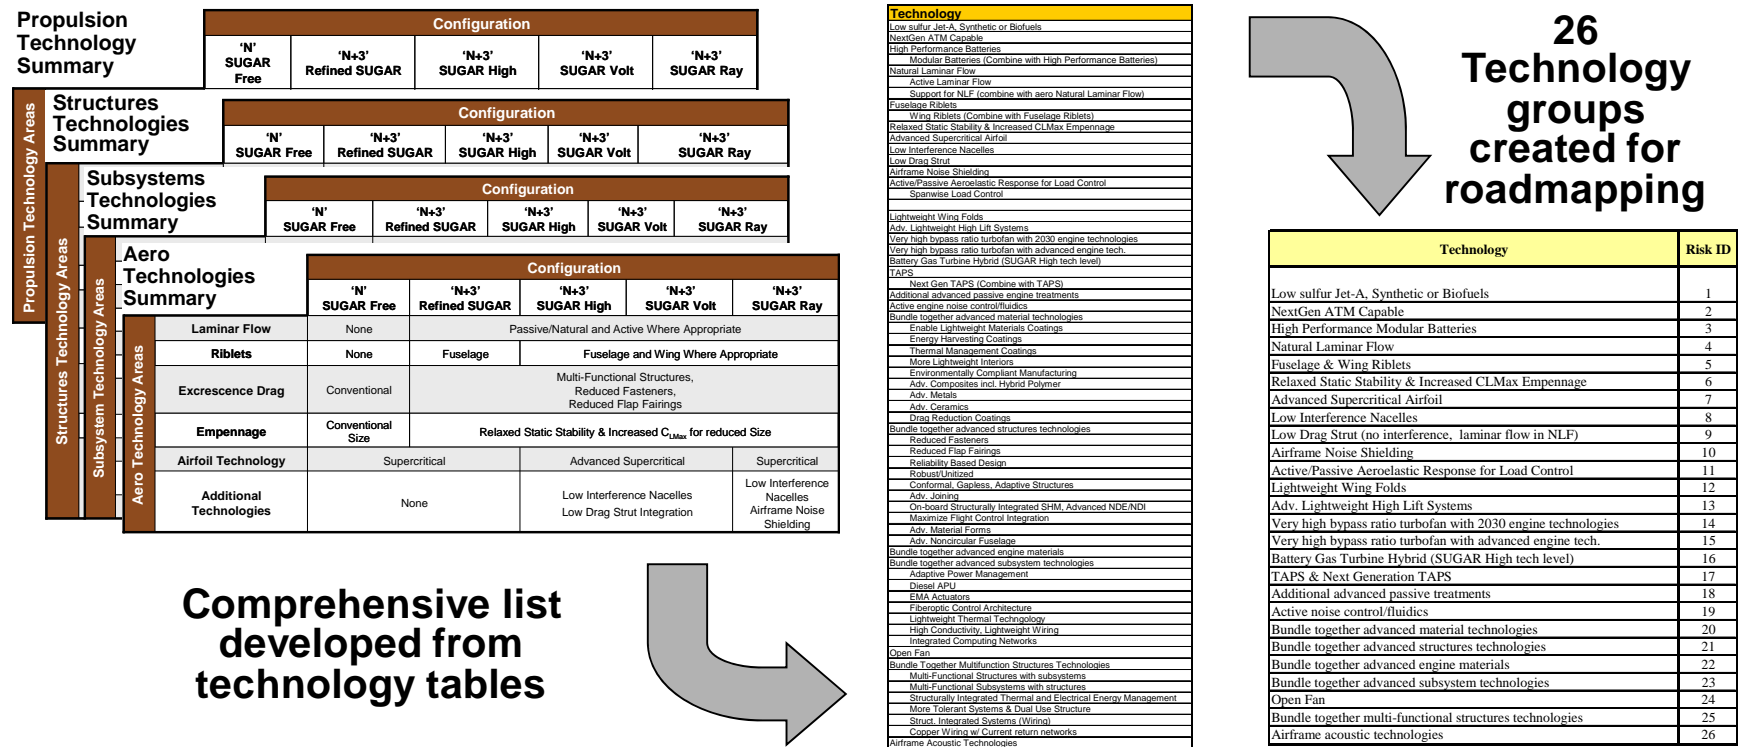 Propulsion
Technology
Summary
Configuration
'N'
SUGAR
Free
'N+3'
Refined SUGAR
'N+3'
SUGAR High
'N+3'
SUGAR Volt
'N+3'
SUGAR Ray
Propulsion Technology Areas
Structures
Technologies
Summary
Configuration
'N'
SUGAR Free
'N+3'
Refined SUGAR
'N+3'
SUGAR High
'N+3'
SUGAR Volt
'N+3'
SUGAR Ray
Structures Technology Areas
Subsystems
Technologies
Summary
Configuration
'N'
SUGAR Free
'N+3'
Refined SUGAR
'N+3'
SUGAR High
'N+3'
SUGAR Volt
'N+3'
SUGAR Ray
Subsystem Technology Areas
Aero
Technologies
Summary
Configuration
'N'
SUGAR Free
'N+3'
Refined SUGAR
'N+3'
SUGAR High
'N+3'
SUGAR Volt
'N+3'
SUGAR Ray
Aero Technology Areas
Laminar Flow
None
Passive/Natural and Active Where Appropriate
Riblets
None
Fuselage
Fuselage and Wing Where Appropriate
Excrescence Drag
Conventional
Multi-Functional Structures,
Reduced Fasteners,
Reduced Flap Fairings
Empennage
Conventional
Size
Relaxed Static Stability & Increased CLMax for reduced Size
Airfoil Technology
Supercritical
Advanced Supercritical
Supercritical
Additional
Technologies
None
Low Interference Nacelles
Low Drag Strut Integration
Low Interference
Nacelles
Airframe Noise
Shielding
Comprehensive list
developed from
technology tables
Technology
Low sulfur Jet-A, Synthetic or Biofuels
NextGen ATM Capable
High Performance Batteries
Modular Batteries (Combine with High Performance Batteries)
Natural Laminar Flow
Active Laminar Flow
Support for NLF (combine with aero Natural Laminar Flow)
Fuselage Riblets
Wing Riblets (Combine with Fuselage Riblets)
Relaxed Static Stability & Increased CLMax Empennage
Advanced Supercritical Airfoil
Low Interference Nacelles
Low Drag Strut
Airframe Noise Shielding
Active/Passive Aeroelastic Response for Load Control
Spanwise Load Control
Lightweight Wing Folds
Adv. Lightweight High Lift Systems
Very high bypass ratio turbofan with 2030 engine technologies
Very high bypass ratio turbofan with advanced engine tech.
Battery Gas Turbine Hybrid (SUGAR High tech level)
TAPS
Next Gen TAPS (Combine with TAPS)
Additional advanced passive engine treatments
Active engine noise control/fluidics
Bundle together advanced material technologies
Enable Lightweight Materials Coatings
Energy Harvesting Coatings
Thermal Management Coatings
More Lightweight Interiors
Environmentally Compliant Manufacturing
Adv. Composites incl. Hybrid Polymer
Adv. Metals
Adv. Ceramics
Drag Reduction Coatings
Bundle together advanced structures technologies
Reduced Fasteners
Reduced Flap Fairings
Reliability Based Design
Robust/Unitized
Conformal, Gapless, Adaptive Structures
Adv. Joining
On-board Structurally Integrated SHM, Advanced NDE/NDI
Maximize Flight Control Integration
Adv. Material Forms
Adv. Noncircular Fuselage
Bundle together advanced engine materials
Bundle together advanced subsystem technologies
Adaptive Power Management
Diesel APU
EMA Actuators
Fiberoptic Control Architecture
Lightweight Thermal Techngology
High Conductivity, Lightweight Wiring
Integrated Computing Networks
Open Fan
Bundle Together Multifunction Structures Technologies
Multi-Functional Structures with subsystems
Multi-Functional Subsystems with structures
Structurally Integrated Thermal and Electrical Energy Management
More Tolerant Systems & Dual Use Structure
Struct. Integrated Systems (Wiring)
Copper Wiring w/ Current return networks
Airframe Acoustic Technologies
26
Technology
groups
created for
roadmapping
Technology Risk ID
Low sulfur Jet-A, Synthetic or Biofuels 1
NextGen ATM Capable 2
High Performance Modular Batteries 3
Natural Laminar Flow 4
Fuselage & Wing Riblets 5
Relaxed Static Stability & Increased CLMax Empennage 6
Advanced Supercritical Airfoil 7
Low Interference Nacelles 8
Low Drag Strut (no interference, laminar flow in NLF) 9
Airframe Noise Shielding 10
Active/Passive Aeroelastic Response for Load Control 11
Lightweight Wing Folds 12
Adv. Lightweight High Lift Systems 13
Very high bypass ratio turbofan with 2030 engine technologies 14
Very high bypass ratio turbofan with advanced engine tech. 15
Battery Gas Turbine Hybrid (SUGAR High tech level) 16
TAPS & Next Generation TAPS 17
Additional advanced passive treatments 18
Active noise control/fluidics 19
Bundle together advanced material technologies 20
Bundle together advanced structures technologies 21
Bundle together advanced engine materials 22
Bundle together advanced subsystem technologies 23
Open Fan 24
Bundle together multi-functional structures technologies 25
Airframe acoustic technologies 26